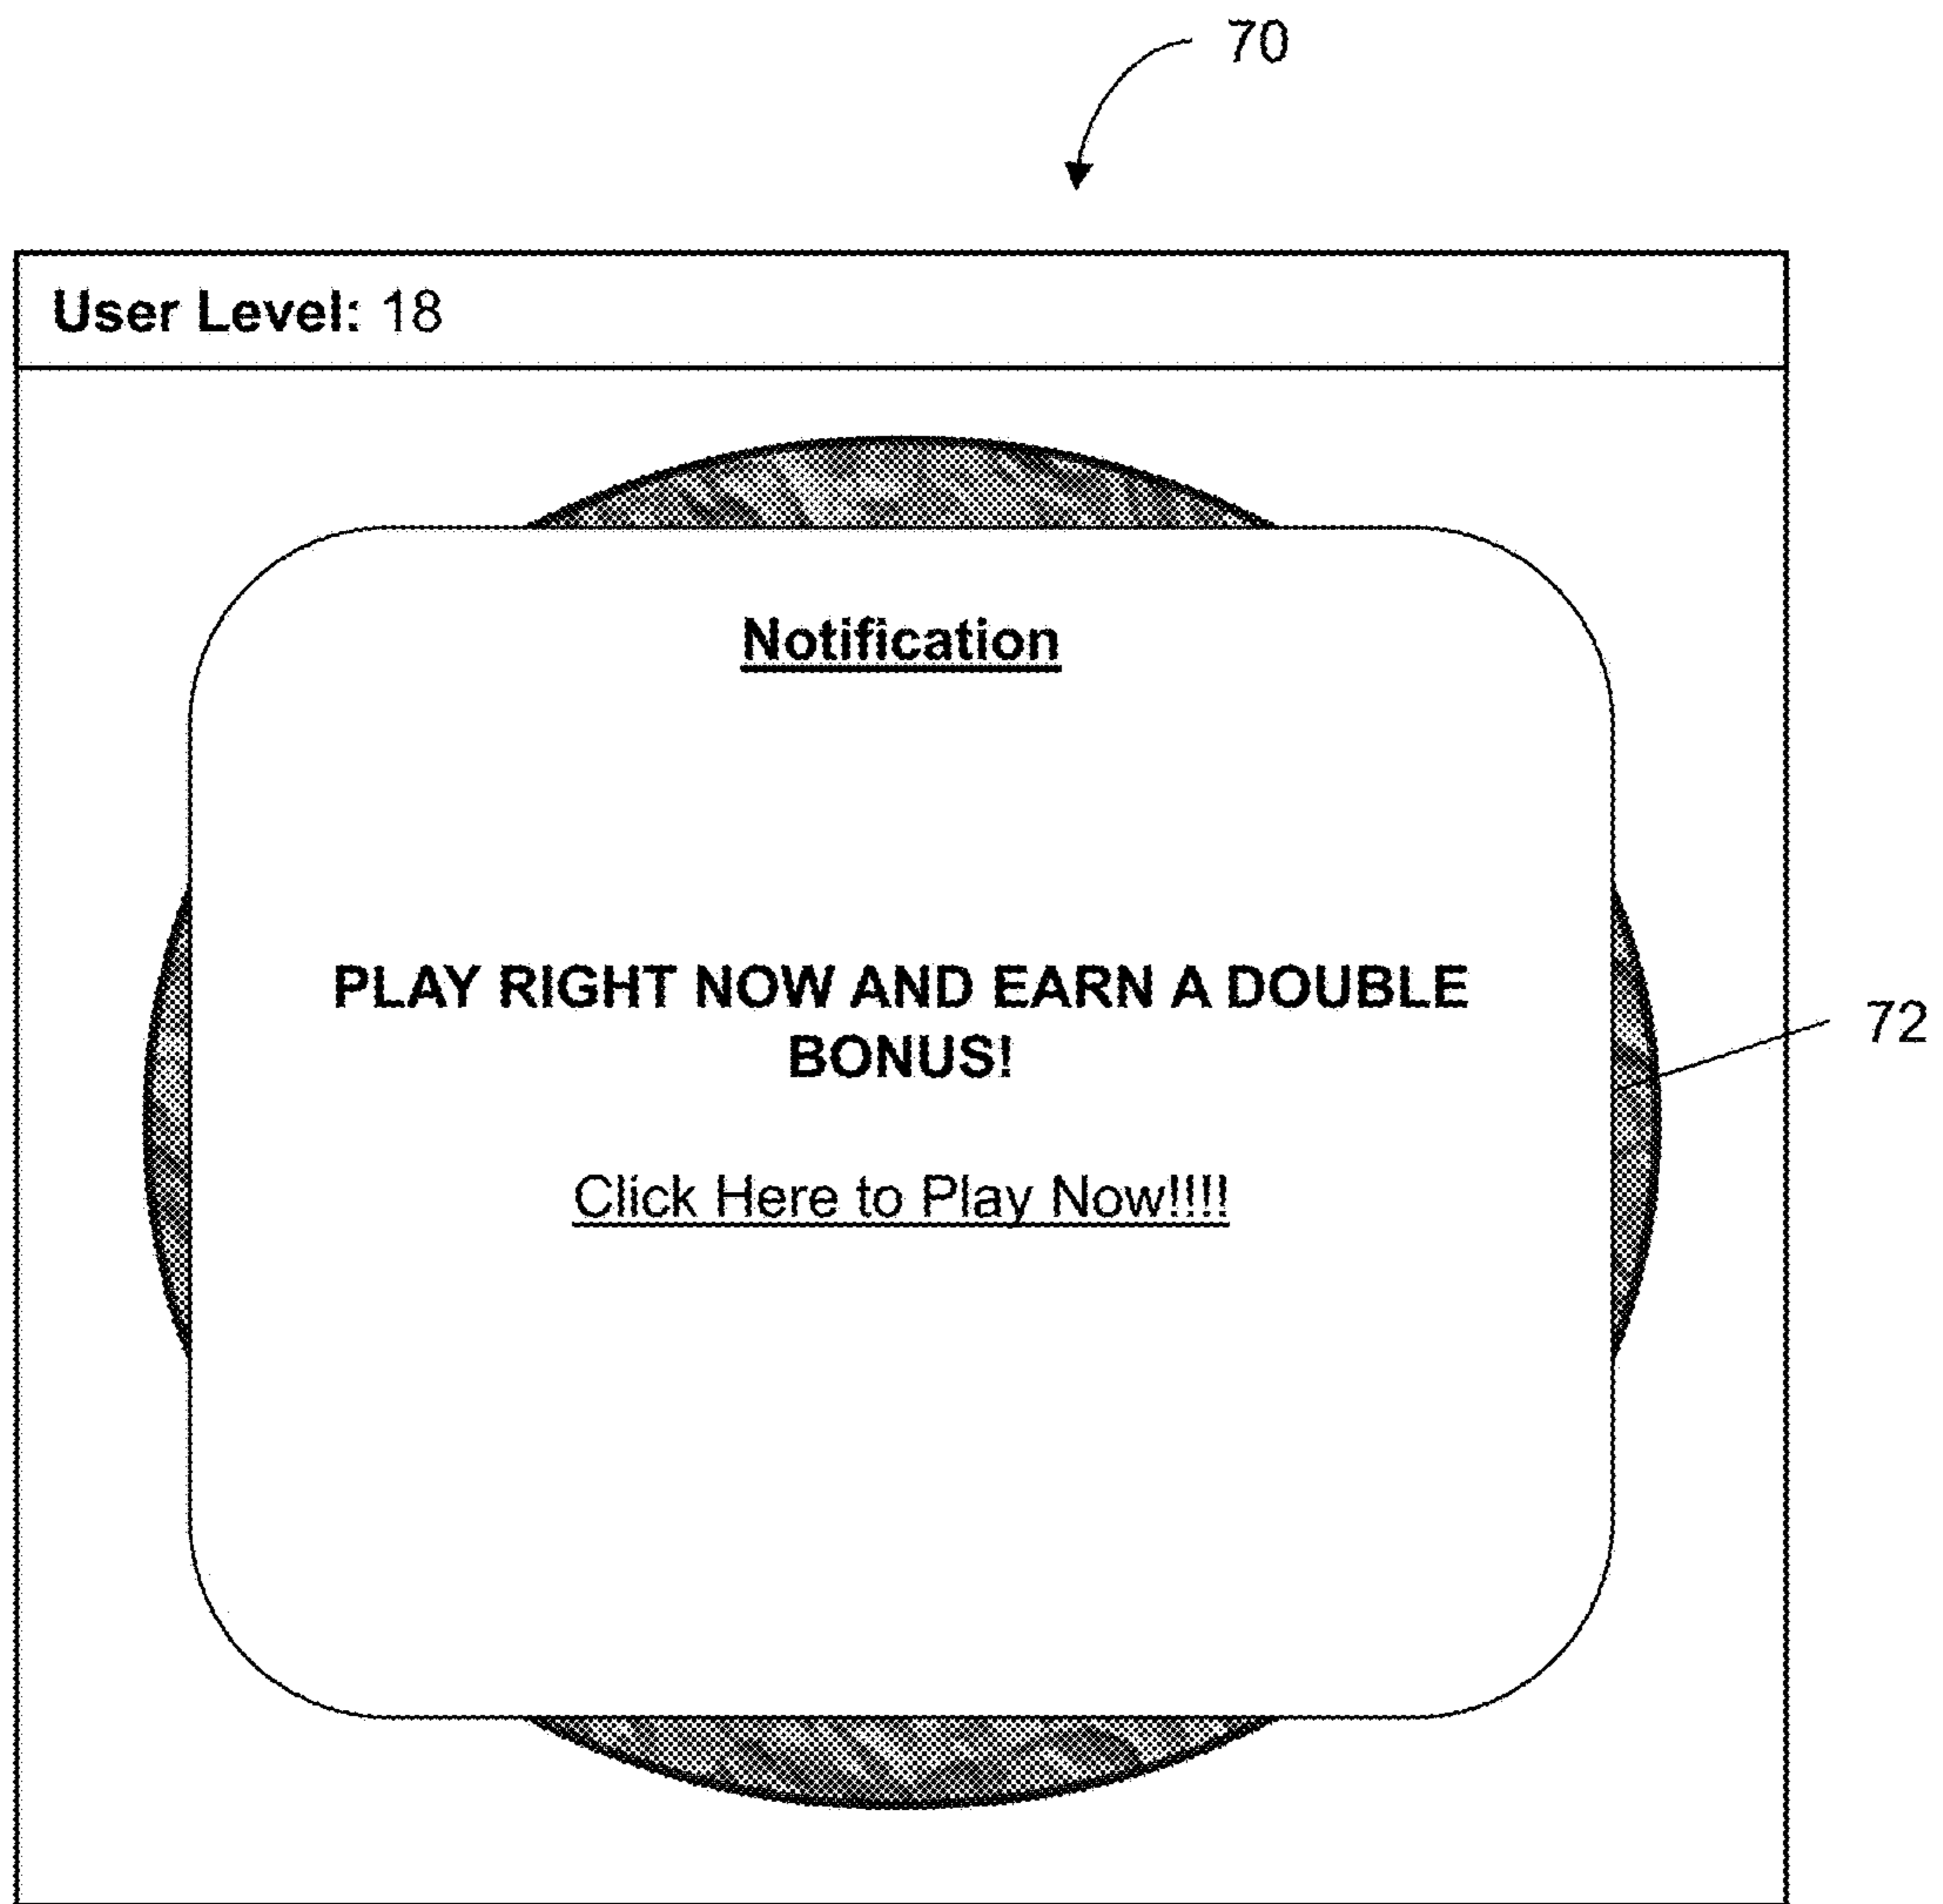 70
User Level: 18
Notification
PLAY RIGHT NOW AND EARN A DOUBLE
BONUS!
72
Click Here to Play Now!!!!